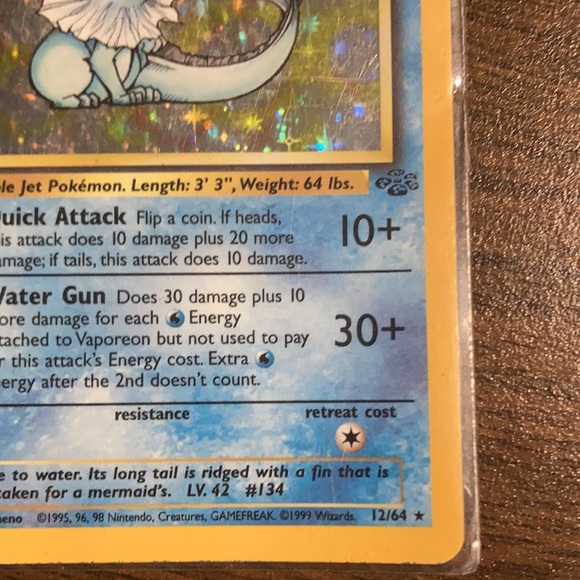 le Jet Pokémon. Length: 3' 3", Weight: 64 lbs.
uick Attack Flip a coin. If heads,
is attack does 10 damage plus 20 more
mage; if tails, this attack does 10 damage.
10+
ater Gun Does 30 damage plus 10
ore damage for each Energy
ttached to Vaporeon but not used to pay
r this attack's Energy cost. Extra
ergy after the 2nd doesn't count.
30+
resistance retreat cost
e to water. Its long tail is ridged with a fin that is
taken for a mermaid's. LV. 42 #134
neno ©1995, 96, 98 Nintendo, Creatures, GAMEFREAK. ©1999 Wizards. 12/64 ★